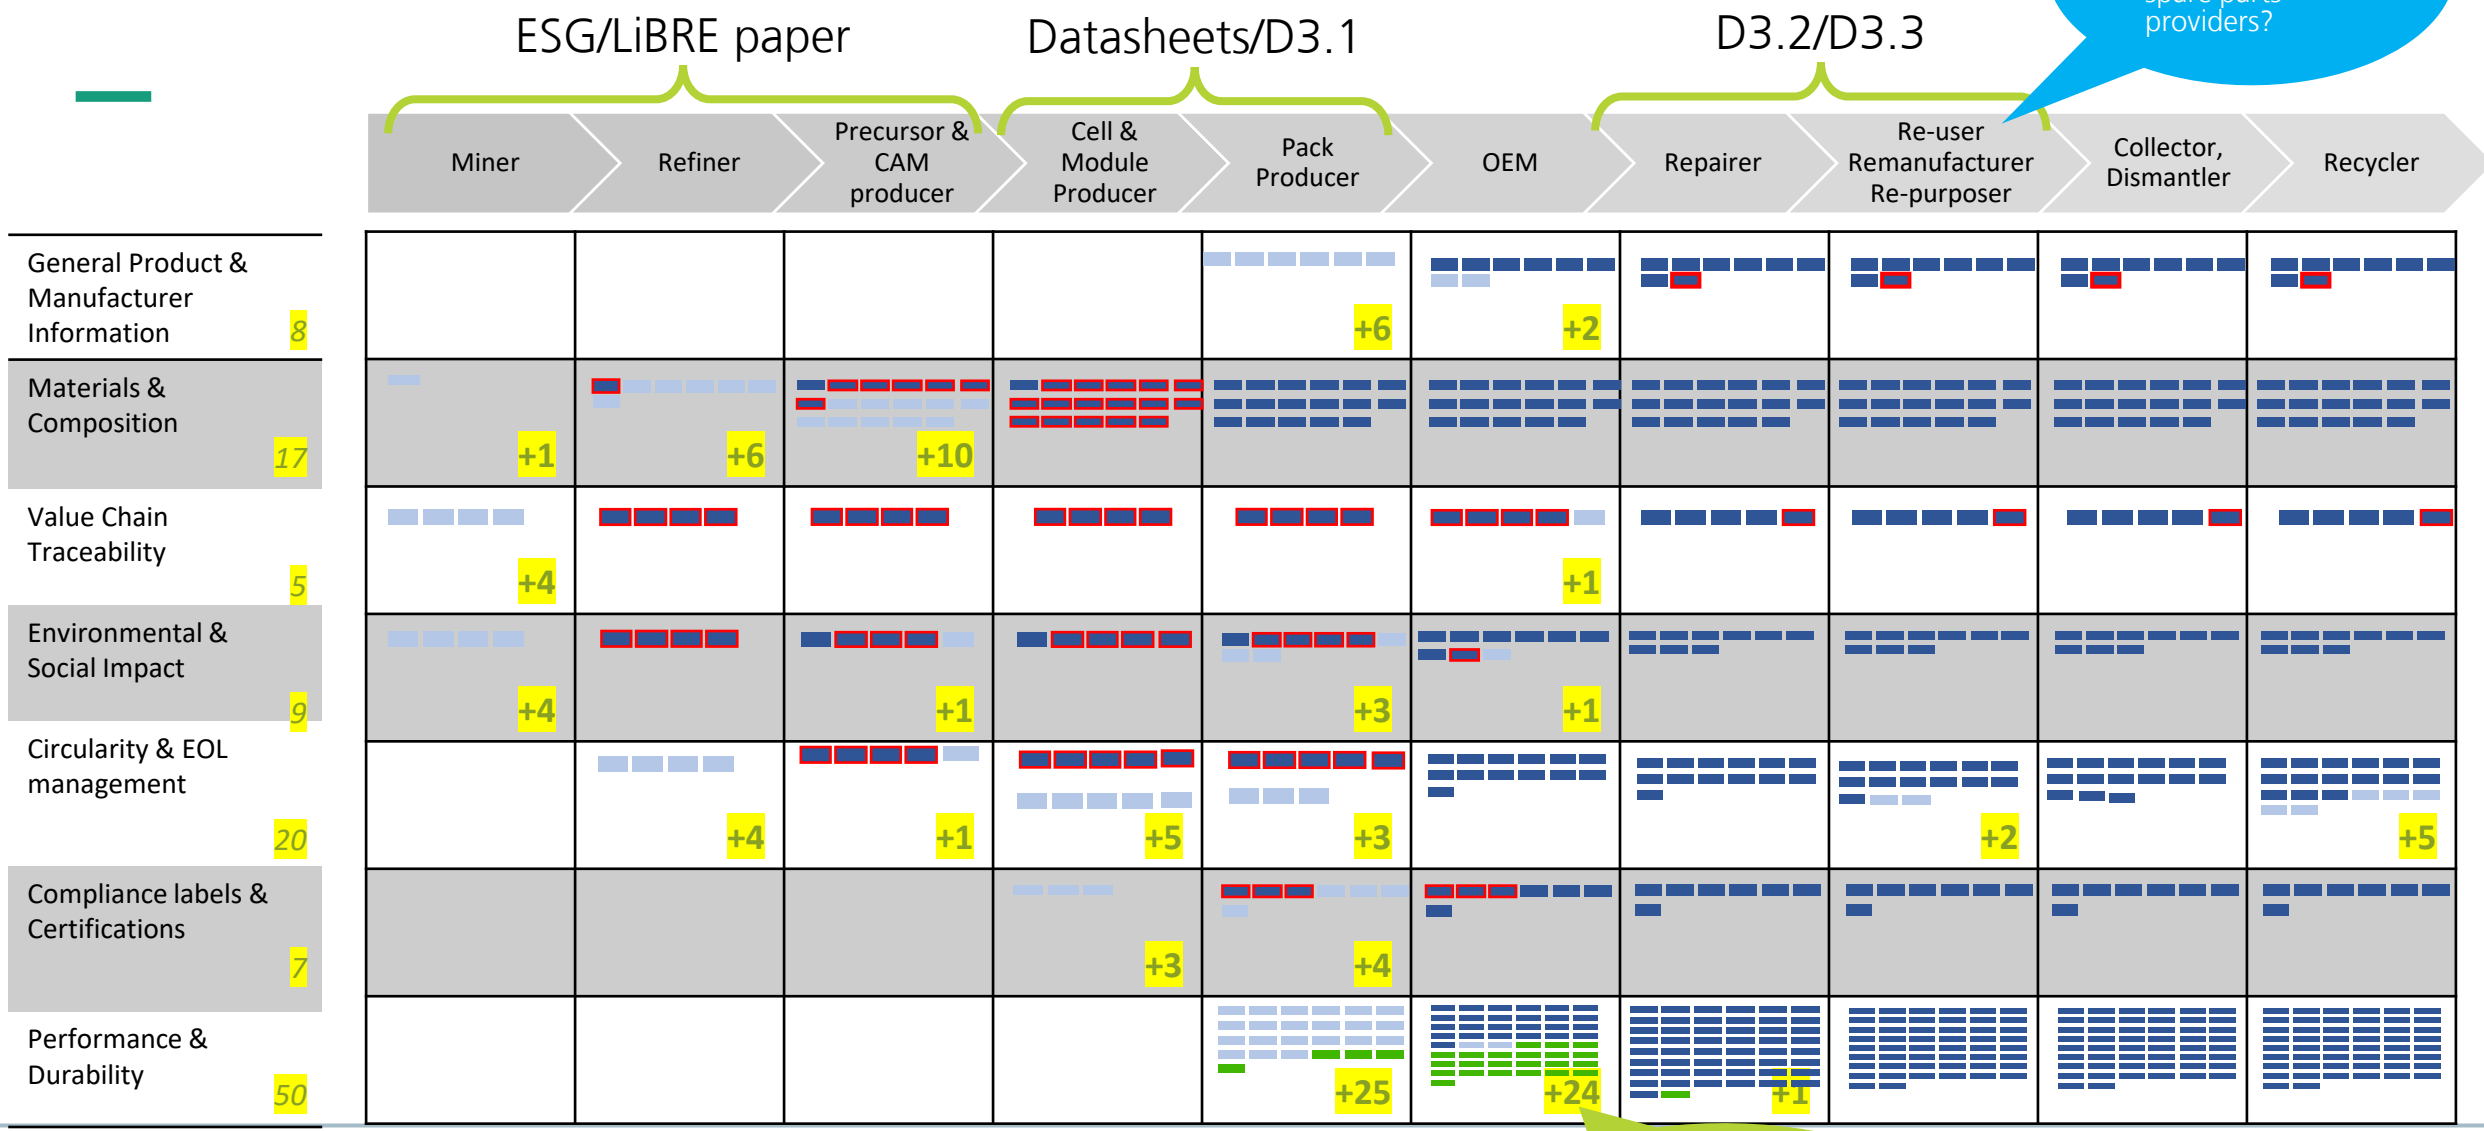 spare parts
providers?
ESG/LiBRE paper
Datasheets/D3.1
D3.2/D3.3
Miner
Refiner
Precursor &
CAM
producer
Cell &
Module
Producer
Pack
Producer
OEM
Repairer
Re-user
Remanufacturer
Re-purposer
Collector,
Dismantler
Recycler
General Product &
Manufacturer
Information
8
+6
+2
Materials &
Composition
17
+1
+6
+10
Value Chain
Traceability
5
+4
+1
Environmental &
Social Impact
9
+4
+1
+3
+1
Circularity & EOL
management
20
+4
+1
+5
+3
+2
+5
Compliance labels &
Certifications
7
+3
+4
Performance &
Durability
50
+25
+24
+1